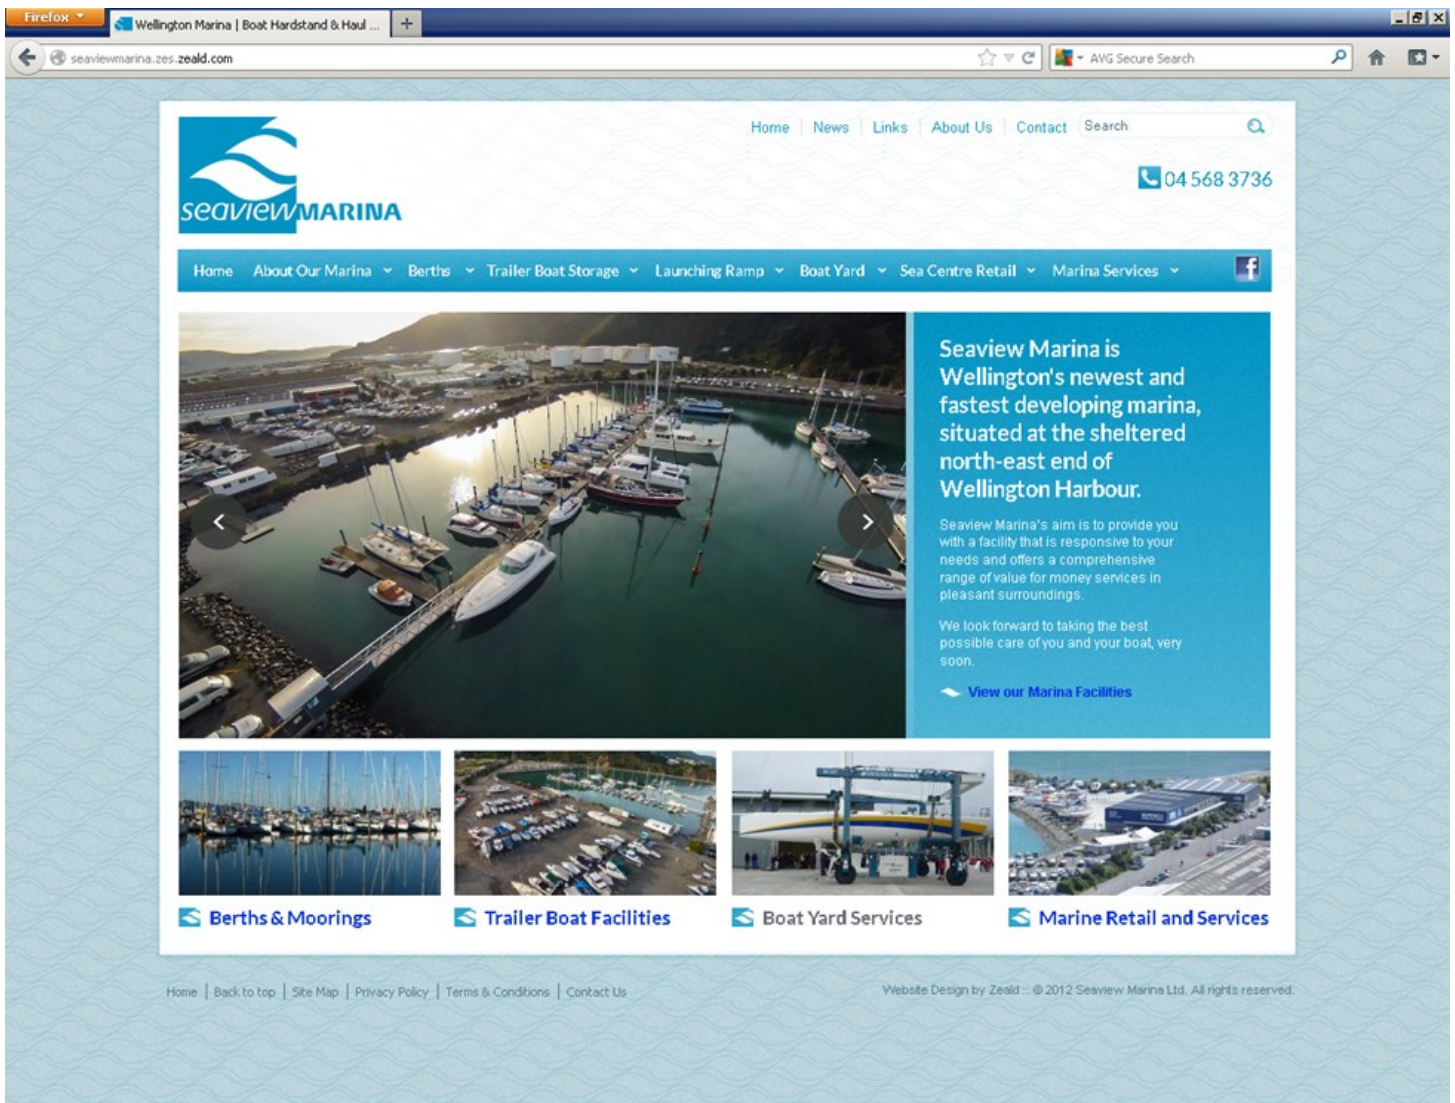 Firefox
Wellington Marina | Boat Hardstand & Haul ...
seaviewmarina.zes.zeald.com
AVG Secure Search
Home News Links About Us Contact Search
seaviewMARINA
04 568 3736
Home About Our Marina Berths Trailer Boat Storage Launching Ramp Boat Yard Sea Centre Retail Marina Services f
Seaview Marina is
Wellington's newest and
fastest developing marina,
situated at the sheltered
north-east end of
Wellington Harbour.
Seaview Marina's aim is to provide you
with a facility that is responsive to your
needs and offers a comprehensive
range of value for money services in
pleasant surroundings.
We look forward to taking the best
possible care of you and your boat, very
soon.
View our Marina Facilities
Berths & Moorings
Trailer Boat Facilities
Boat Yard Services
Marine Retail and Services
Home | Back to top | Site Map | Privacy Policy | Terms & Conditions | Contact Us
Website Design by Zeald :: © 2012 Seaview Marina Ltd. All rights reserved.